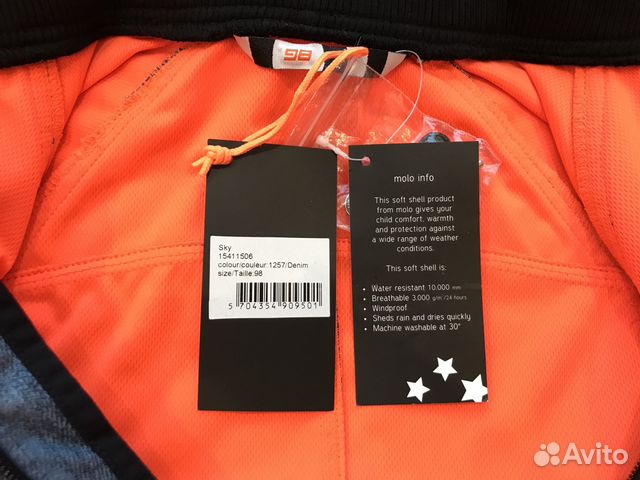 98
Sky
15411506
colour/couleur:1257/Denim
size/Taille:98
5 704354 909501
molo info
This soft shell product
from molo gives your
child comfort, warmth
and protection against
a wide range of weather
conditions.
This soft shell is:
• Water resistant 10.000 mm
• Breathable 3.000 g/m²/24 hours
• Windproof
• Sheds rain and dries quickly
• Machine washable at 30°
Avito